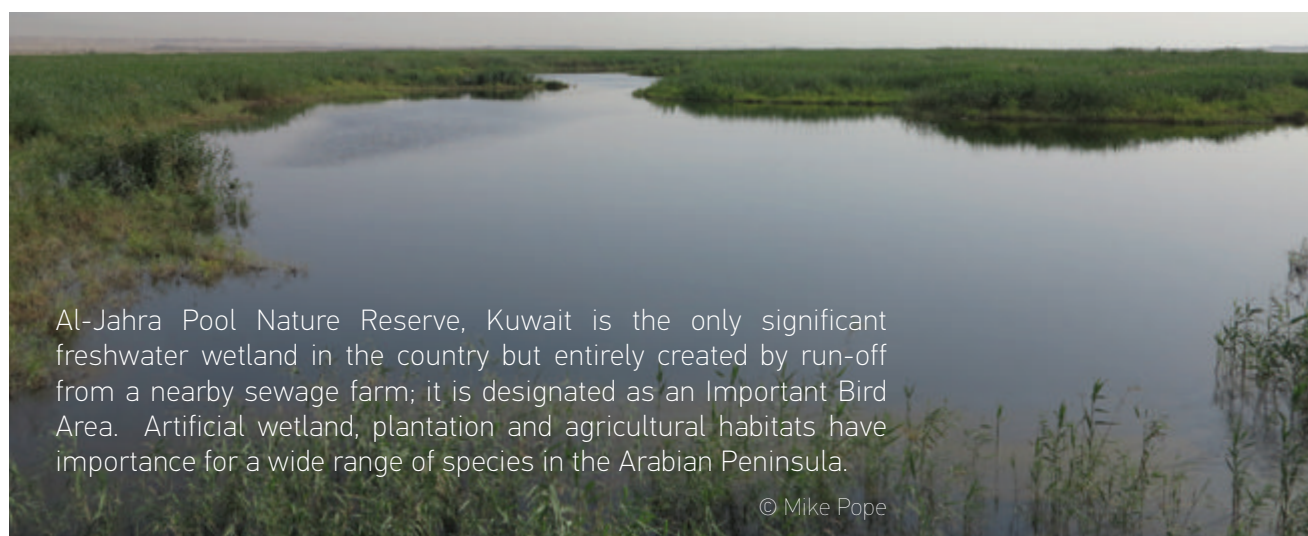 Al-Jahra Pool Nature Reserve, Kuwait is the only significant
freshwater wetland in the country but entirely created by run-off
from a nearby sewage farm; it is designated as an Important Bird
Area. Artificial wetland, plantation and agricultural habitats have
importance for a wide range of species in the Arabian Peninsula.
© Mike Pope